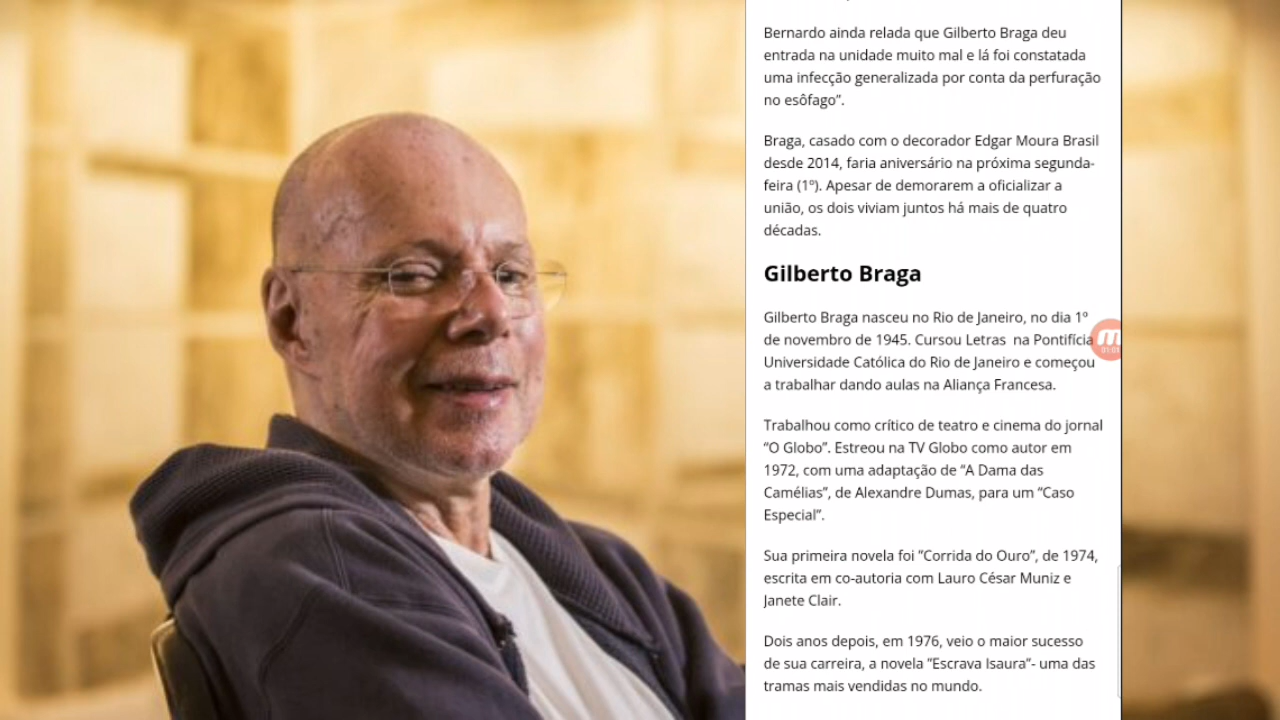 Bernardo ainda relada que Gilberto Braga deu
entrada na unidade muito mal e lá foi constatada
uma infecção generalizada por conta da perfuração
no esôfago”.
Braga, casado com o decorador Edgar Moura Brasil
desde 2014, faria aniversário na próxima segunda-
feira (1º). Apesar de demorarem a oficializar a
união, os dois viviam juntos há mais de quatro
décadas.
Gilberto Braga
Gilberto Braga nasceu no Rio de Janeiro, no dia 1º
de novembro de 1945. Cursou Letras  na Pontifícia
Universidade Católica do Rio de Janeiro e começou
a trabalhar dando aulas na Aliança Francesa.
Trabalhou como crítico de teatro e cinema do jornal
“O Globo”. Estreou na TV Globo como autor em
1972, com uma adaptação de “A Dama das
Camélias”, de Alexandre Dumas, para um “Caso
Especial”.
Sua primeira novela foi ”Corrida do Ouro”, de 1974,
escrita em co-autoria com Lauro César Muniz e
Janete Clair.
Dois anos depois, em 1976, veio o maior sucesso
de sua carreira, a novela ”Escrava Isaura”- uma das
tramas mais vendidas no mundo.
01:01